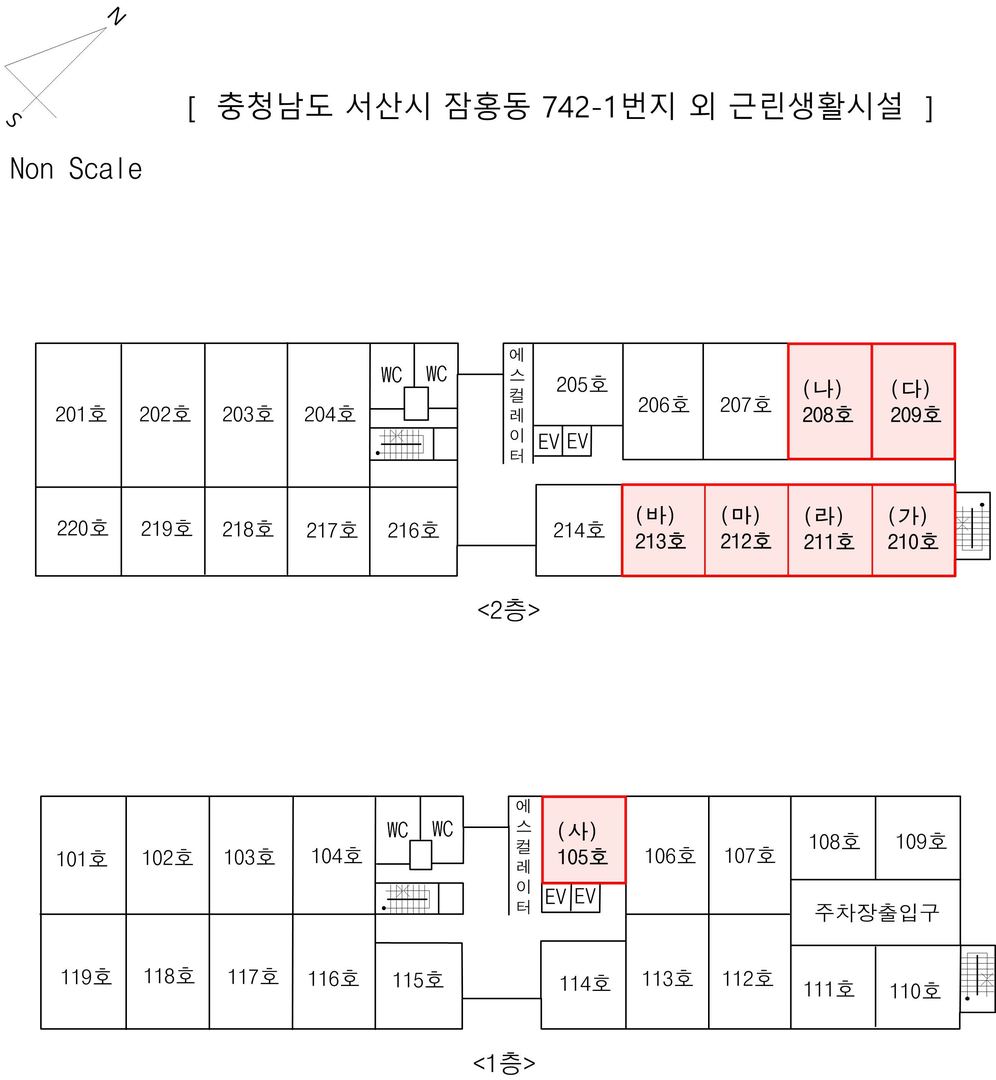 N
S
[ 충청남도 서산시 잠홍동 742-1번지 외 근린생활시설 ]
Non Scale
201호
202호
203호
204호
WC
WC
에스컬레이터
205호
EV
EV
206호
207호
(나)
208호
(다)
209호
220호
219호
218호
217호
216호
214호
(바)
213호
(마)
212호
(라)
211호
(가)
210호
<2층>
101호
102호
103호
104호
WC
WC
에스컬레이터
(사)
105호
EV
EV
106호
107호
108호
109호
주차장출입구
119호
118호
117호
116호
115호
114호
113호
112호
111호
110호
<1층>